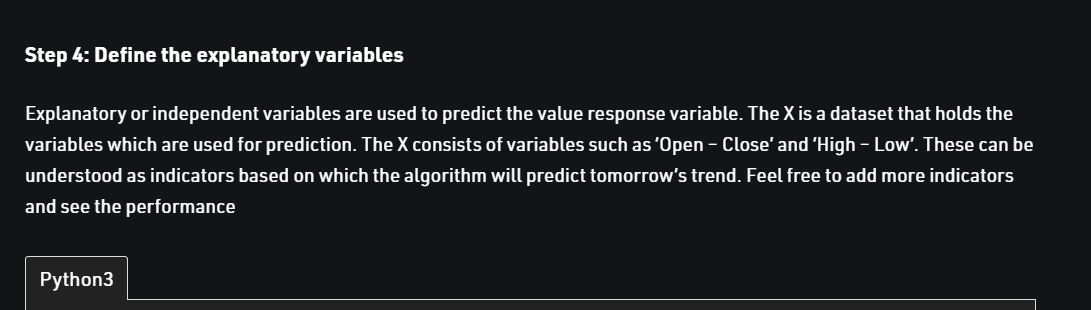 Step 4: Define the explanatory variables
Explanatory or independent variables are used to predict the value response variable. The X is a dataset that holds the
variables which are used for prediction. The X consists of variables such as ‘Open – Close’ and ‘High – Low’. These can be
understood as indicators based on which the algorithm will predict tomorrow’s trend. Feel free to add more indicators
and see the performance
Python3